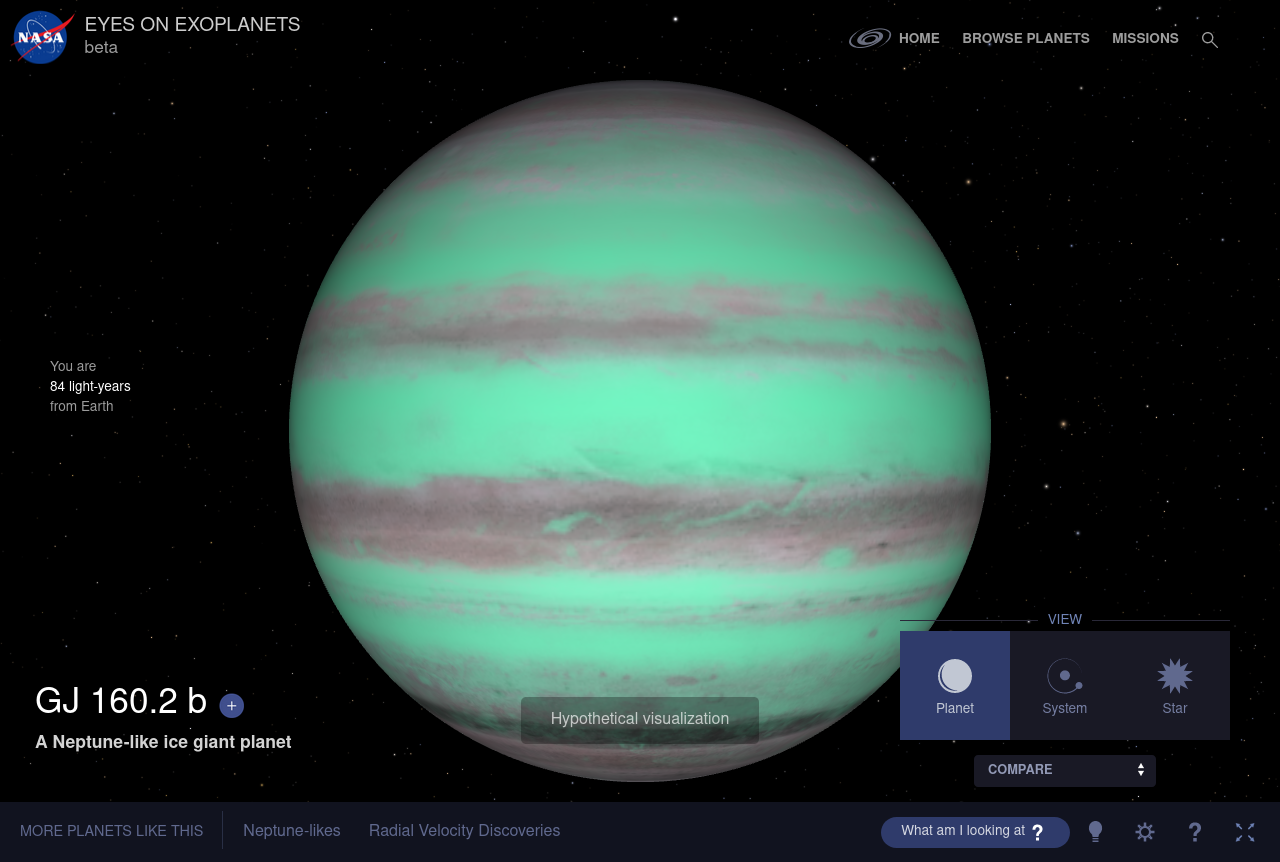 NASA
EYES ON EXOPLANETS
beta
HOME
BROWSE PLANETS
MISSIONS
You are
84 light-years
from Earth
VIEW
Planet
System
Star
GJ 160.2 b +
A Neptune-like ice giant planet
Hypothetical visualization
COMPARE
MORE PLANETS LIKE THIS
Neptune-likes
Radial Velocity Discoveries
What am I looking at ?
?